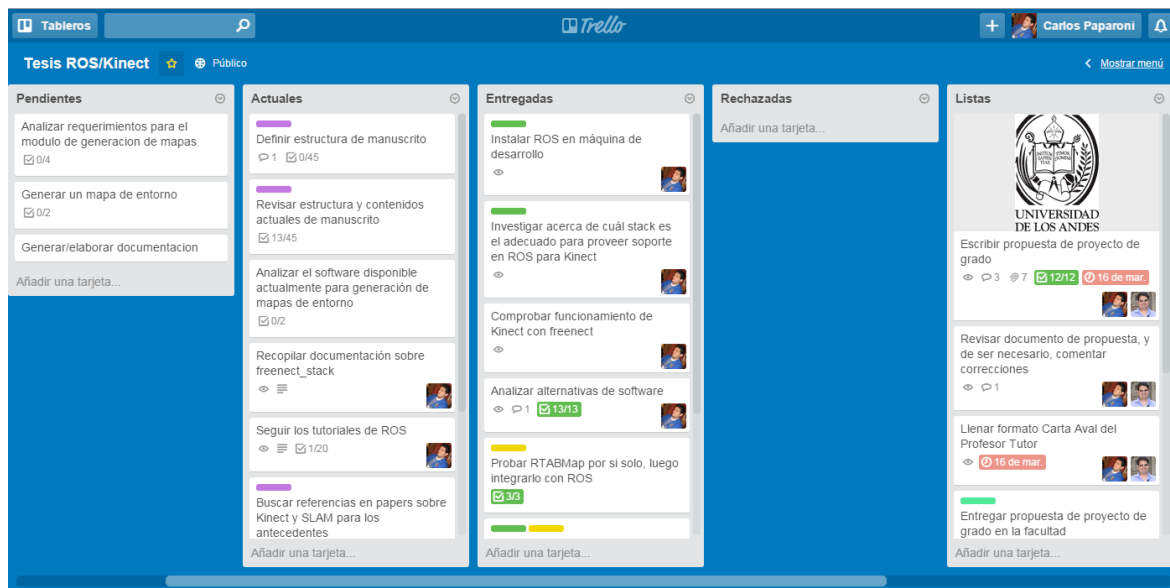 Tableros
Trello
Carlos Paparoni
Tesis ROS/Kinect
Público
Mostrar menú
Pendientes
Analizar requerimientos para el
modulo de generacion de mapas
0/4
Generar un mapa de entorno
0/2
Generar/elaborar documentacion
Añadir una tarjeta...
Actuales
Definir estructura de manuscrito
1 0/45
Revisar estructura y contenidos
actuales de manuscrito
13/45
Analizar el software disponible
actualmente para generación de
mapas de entorno
0/2
Recopilar documentación sobre
freenect_stack
Seguir los tutoriales de ROS
1/20
Buscar referencias en papers sobre
Kinect y SLAM para los
antecedentes
Añadir una tarjeta...
Entregadas
Instalar ROS en máquina de
desarrollo
Investigar acerca de cuál stack es
el adecuado para proveer soporte
en ROS para Kinect
Comprobar funcionamiento de
Kinect con freenect
Analizar alternativas de software
1 13/13
Probar RTABMap por si solo, luego
integrarlo con ROS
3/3
Añadir una tarjeta...
Rechazadas
Añadir una tarjeta...
Listas
UNIVERSIDAD
DE LOS ANDES
Escribir propuesta de proyecto de
grado
3 7 12/12 16 de mar.
Revisar documento de propuesta, y
de ser necesario, comentar
correcciones
1
Llenar formato Carta Aval del
Profesor Tutor
16 de mar.
Entregar propuesta de proyecto de
grado en la facultad
Añadir una tarjeta...